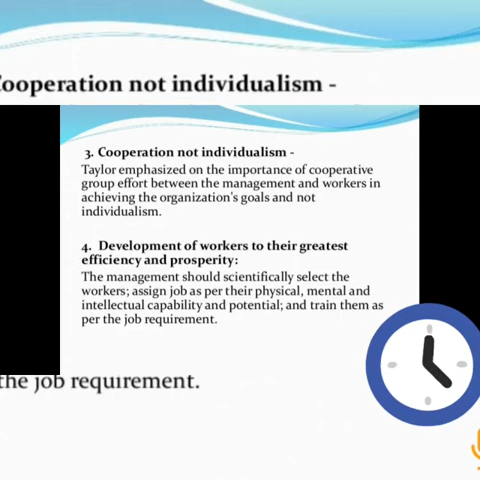 Cooperation not individualism -
3. Cooperation not individualism -
Taylor emphasized on the importance of cooperative
group effort between the management and workers in
achieving the organization's goals and not
individualism.
4. Development of workers to their greatest
efficiency and prosperity:
The management should scientifically select the
workers; assign job as per their physical, mental and
intellectual capability and potential; and train them as
per the job requirement.
the job requirement.